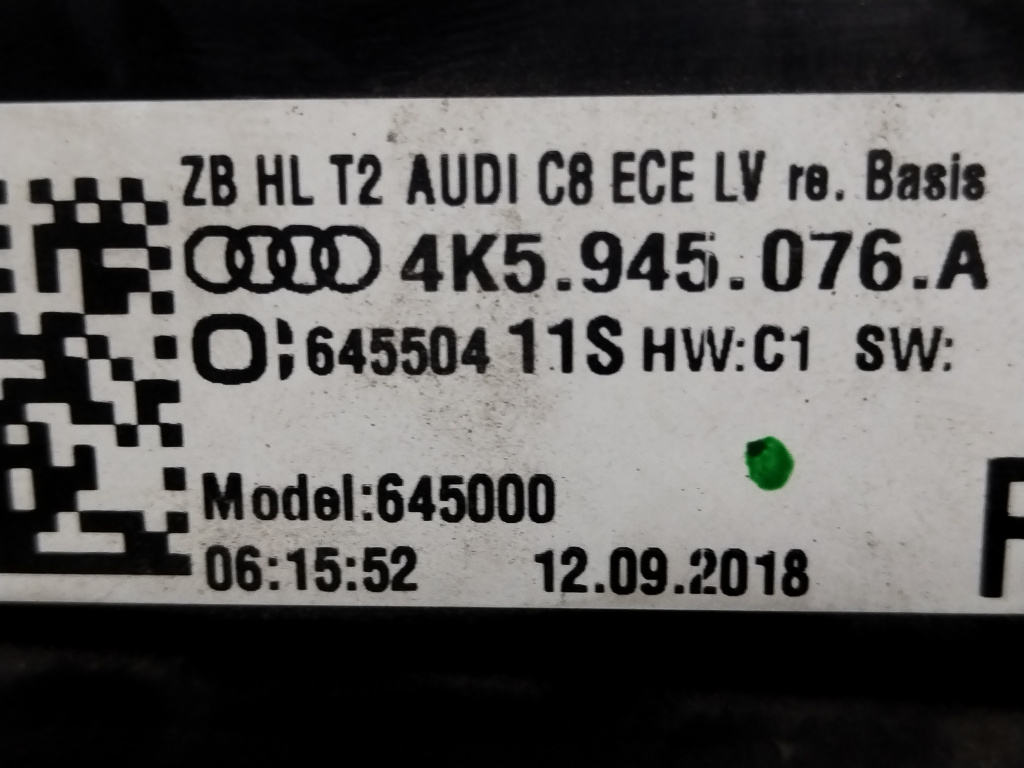 ZB HL T2 AUDI C8 ECE LV re. Basis
4K5.945.076.A
645504 11S HW:C1 SW:
Model:645000
06:15:52 12.09.2018